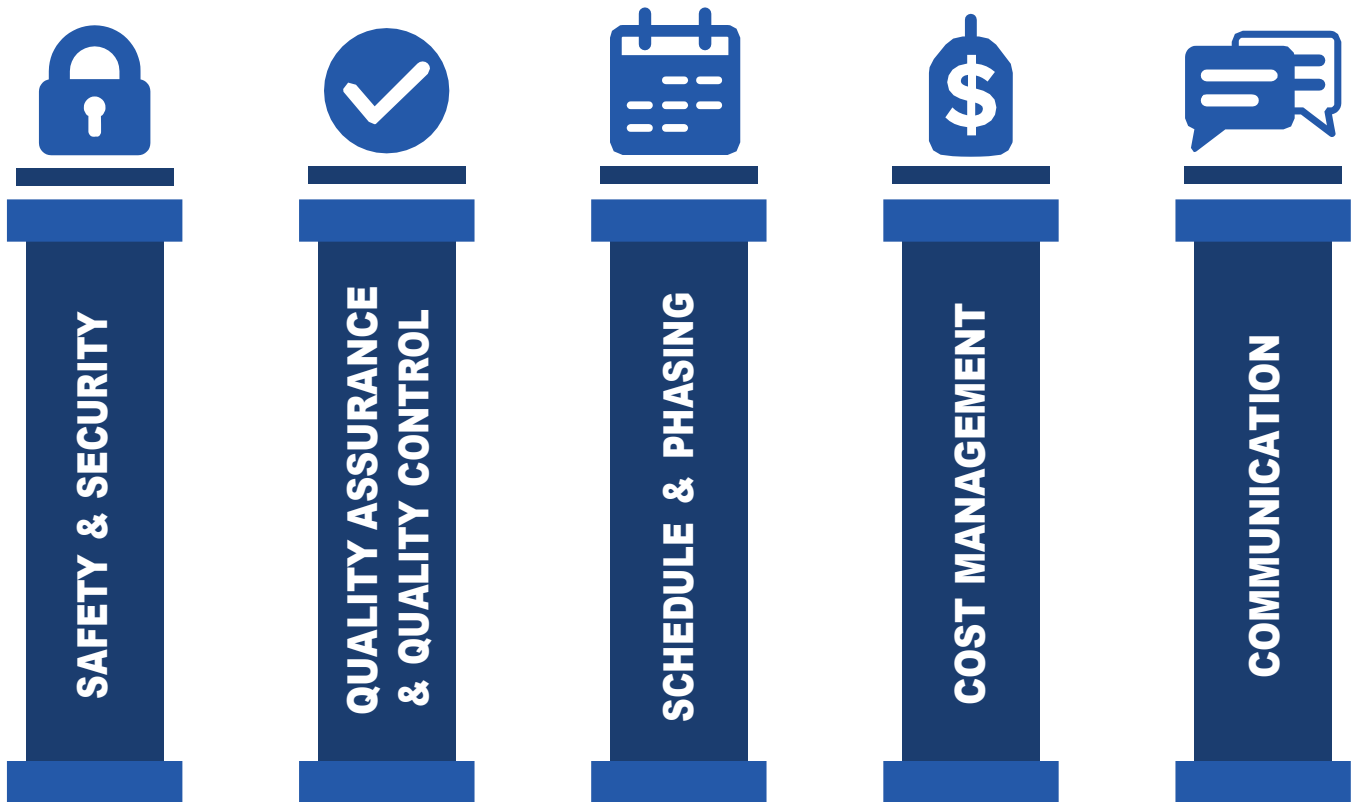 SAFETY & SECURITY
QUALITY ASSURANCE
& QUALITY CONTROL
SCHEDULE & PHASING
$
COST MANAGEMENT
COMMUNICATION